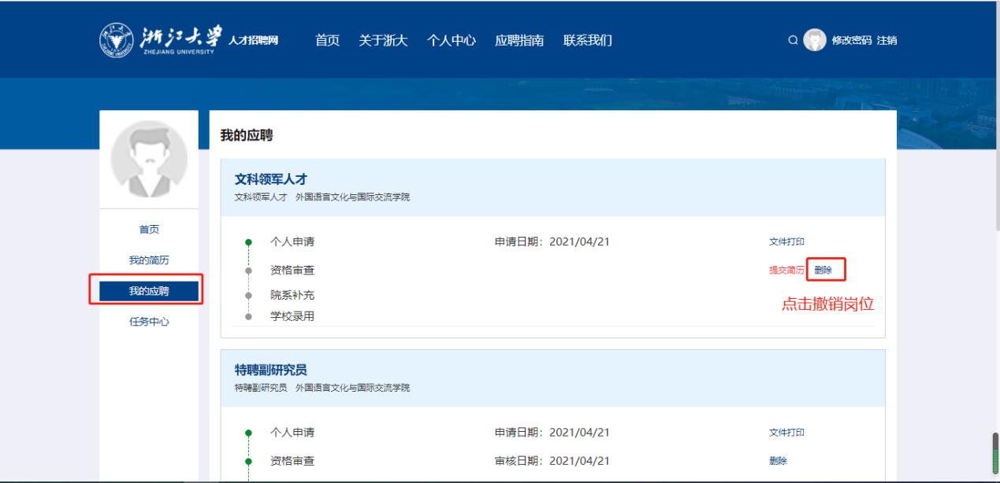 浙江大学 人才招聘网 首页 关于浙大 个人中心 应聘指南 联系我们 修改密码 注销
ZHEJIANG UNIVERSITY
我的应聘
文科领军人才
文科领军人才 外国语言文化与国际交流学院
首页
我的简历
我的应聘
任务中心
个人申请 申请日期：2021/04/21 文件打印
资格审查 提交简历 删除
院系补充
点击撤销岗位
学校录用
特聘副研究员
特聘副研究员 外国语言文化与国际交流学院
个人申请 申请日期：2021/04/21 文件打印
资格审查 审核日期：2021/04/21 删除